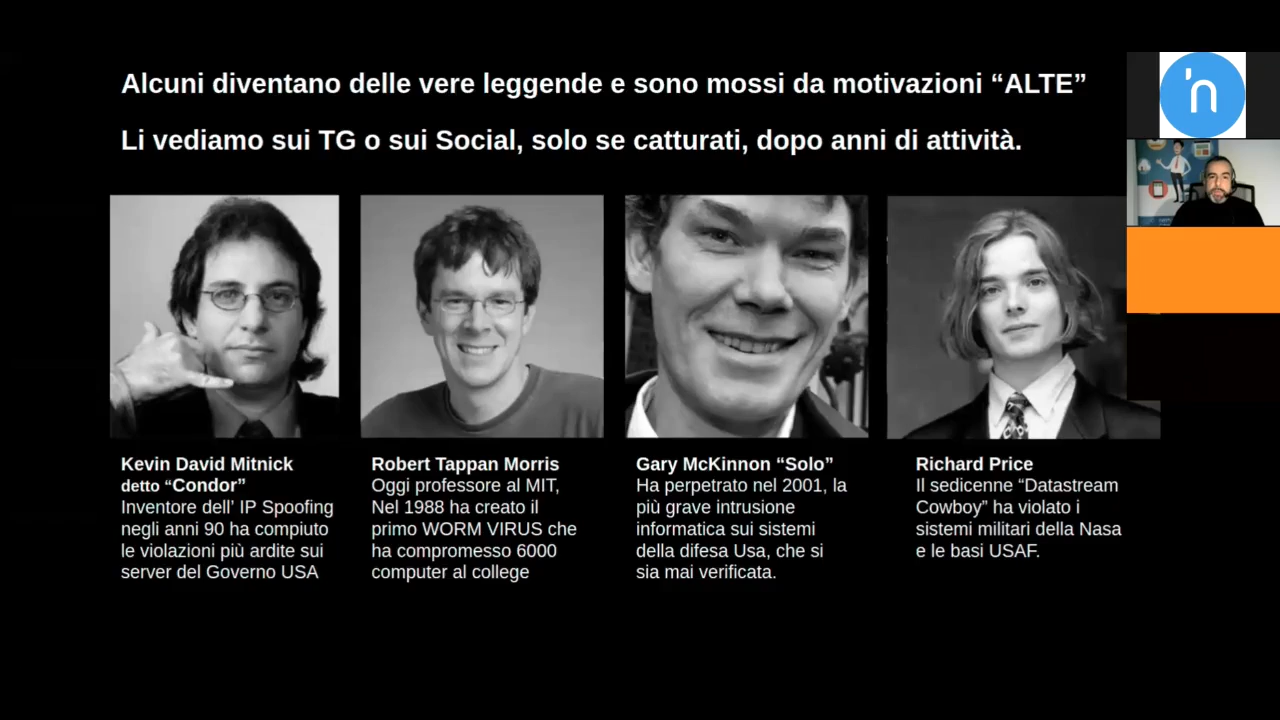 Alcuni diventano delle vere leggende e sono mossi da motivazioni “ALTE”
Li vediamo sui TG o sui Social, solo se catturati, dopo anni di attività.
Kevin David Mitnick
detto “Condor”
Inventore dell’ IP Spoofing
negli anni 90 ha compiuto
le violazioni più ardite sui
server del Governo USA
Robert Tappan Morris
Oggi professore al MIT,
Nel 1988 ha creato il
primo WORM VIRUS che
ha compromesso 6000
computer al college
Gary McKinnon “Solo”
Ha perpetrato nel 2001, la
più grave intrusione
informatica sui sistemi
della difesa Usa, che si
sia mai verificata.
Richard Price
Il sedicenne “Datastream
Cowboy” ha violato i
sistemi militari della Nasa
e le basi USAF.